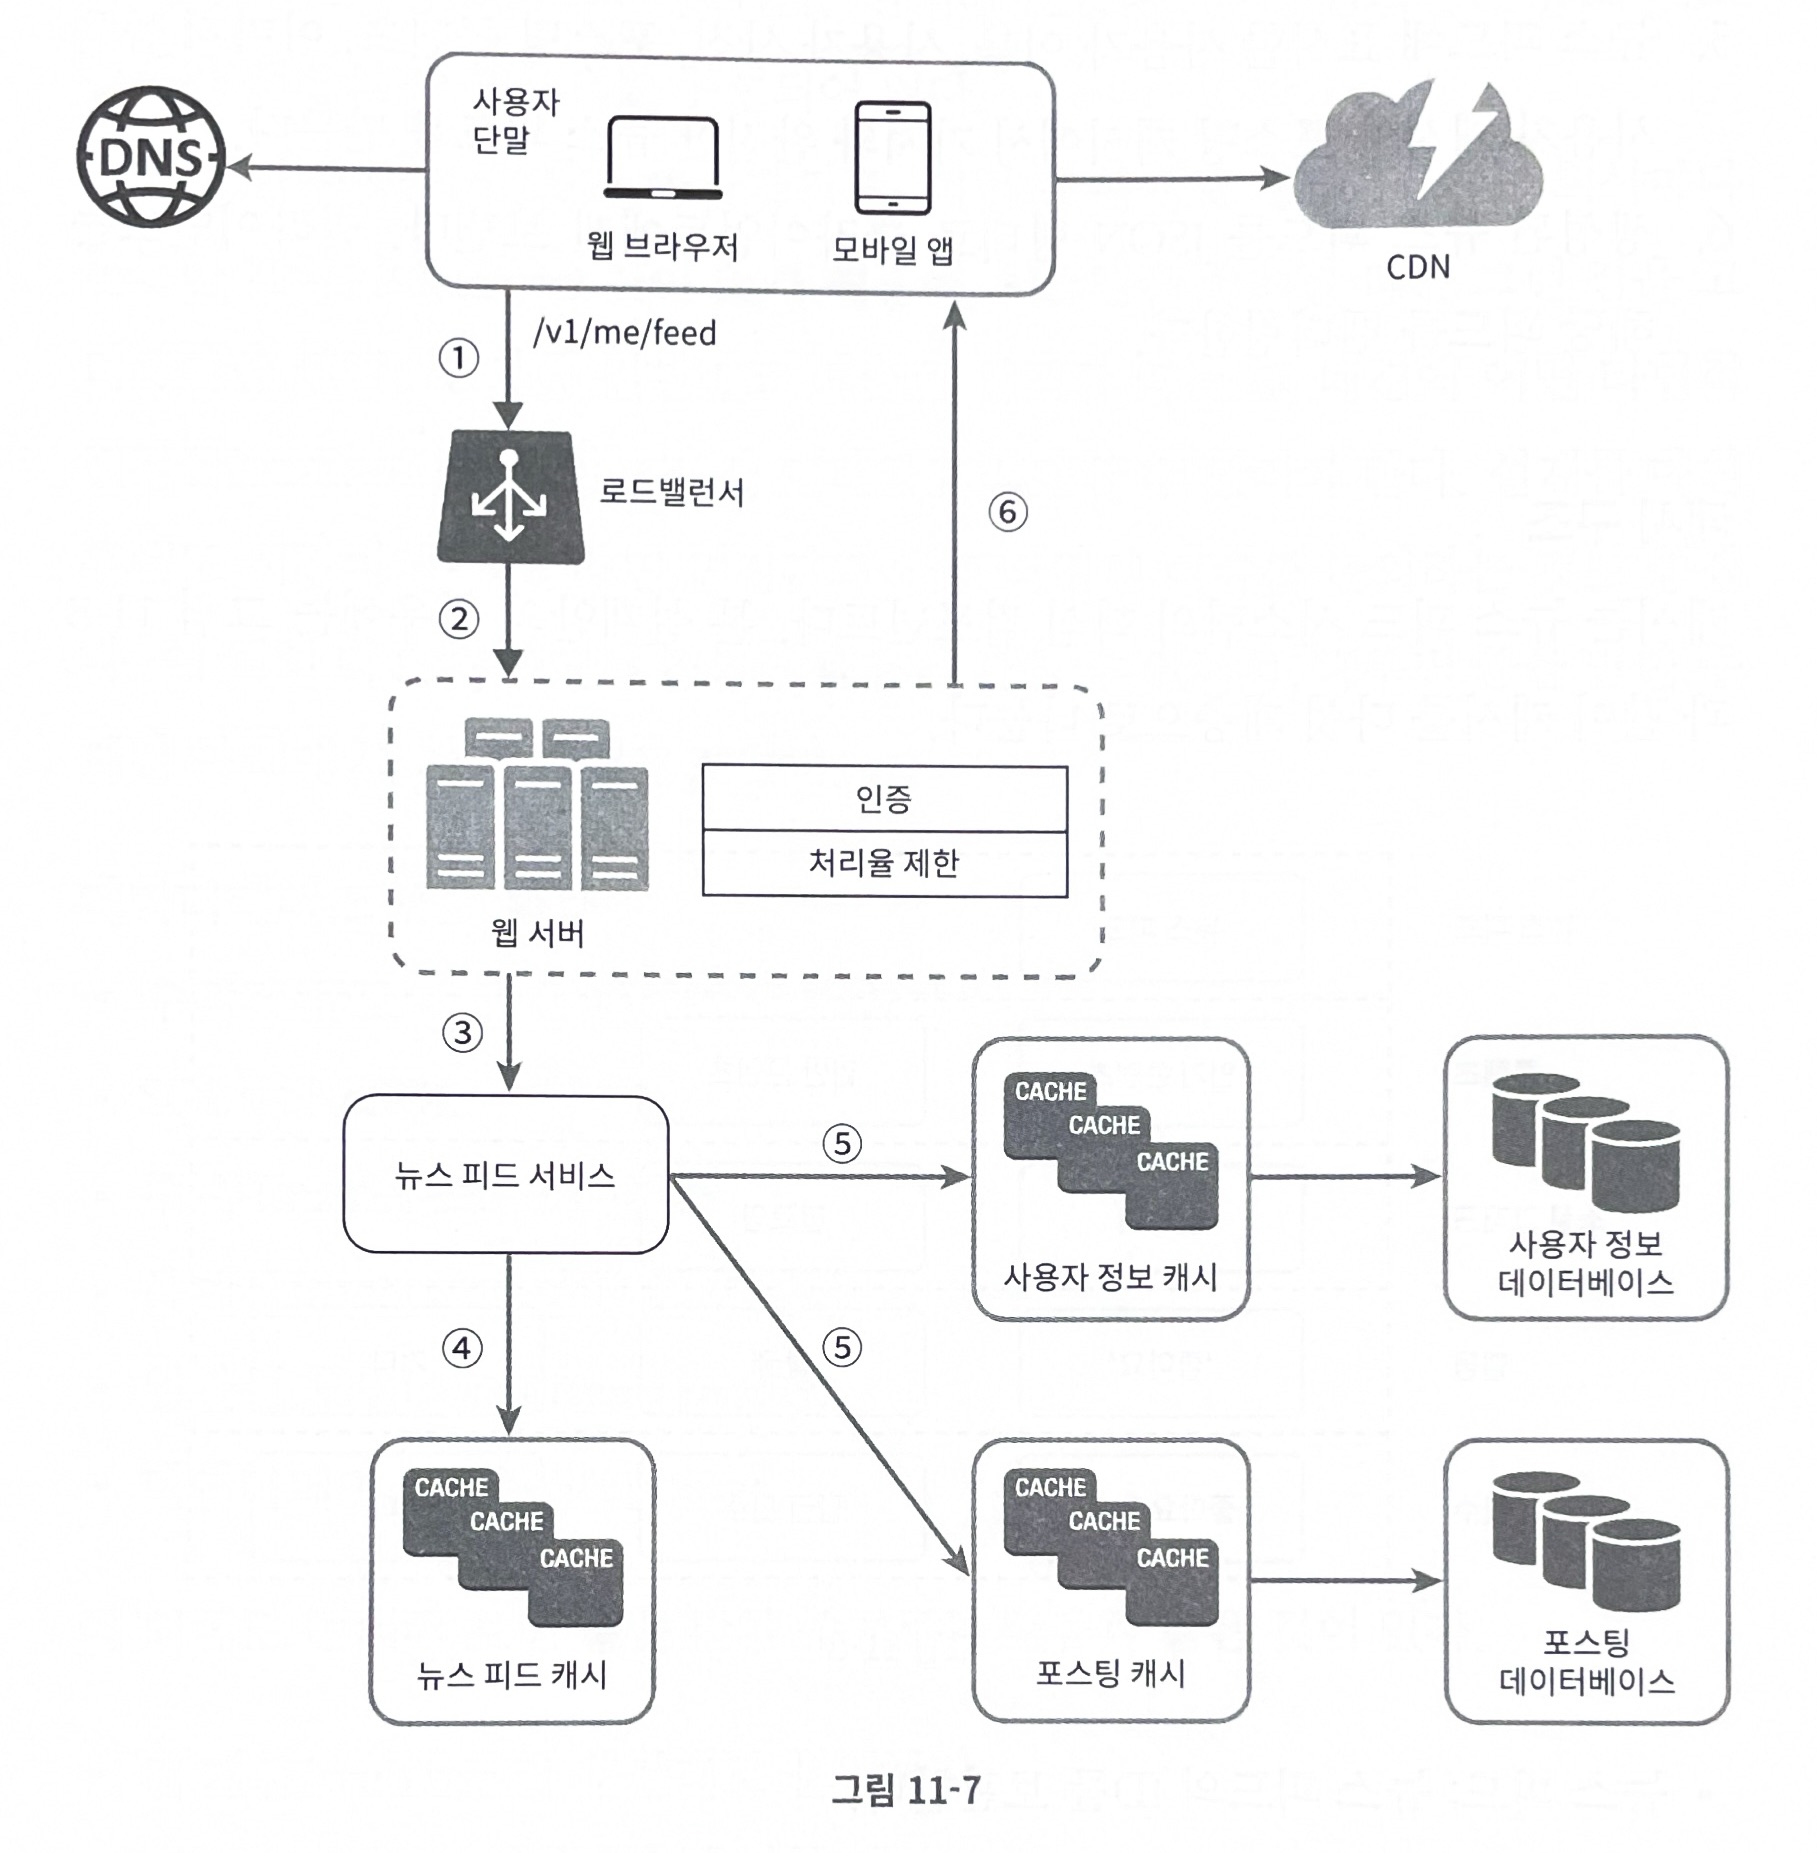 사용자
단말
DNS
웹 브라우저
모바일 앱
CDN
①
/v1/me/feed
로드밸런서
⑥
②
인증
처리율 제한
웹 서버
③
CACHE
CACHE
CACHE
사용자 정보 캐시
사용자 정보
데이터베이스
⑤
뉴스 피드 서비스
④
⑤
CACHE
CACHE
CACHE
뉴스 피드 캐시
CACHE
CACHE
CACHE
포스팅 캐시
포스팅
데이터베이스
그림 11-7